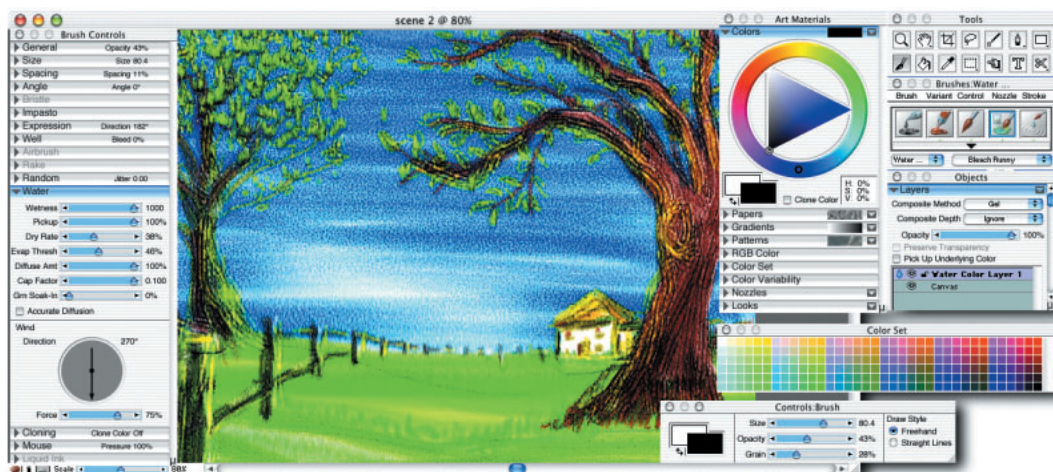 scene 2 @ 80%
Brush Controls
General Opacity 43%
Size Size 80.4
Spacing Spacing 11%
Angle Angle 0°
Bristle
Impasto
Expression Direction 182°
Well Bleed 0%
Airbrush
Rake
Random Jitter 0.00
Water
Wetness 1000
Pickup 100%
Dry Rate 38%
Evap Thresh 46%
Diffuse Amt 100%
Cap Factor 0.100
Grn Soak-In 0%
Accurate Diffusion
Wind
Direction 270°
Force 75%
Cloning Clone Color Off
Mouse Pressure 100%
Liquid Ink
Scale 80%
Art Materials
Colors
H: 0%
S: 0%
V: 0%
Clone Color
Papers
Gradients
Patterns
RGB Color
Color Set
Color Variability
Nozzles
Looks
Tools
T
Brushes:Water ...
Brush Variant Control Nozzle Stroke
Water ... Bleach Runny
Objects
Layers
Composite Method Gel
Composite Depth Ignore
Opacity 100%
Preserve Transparency
Pick Up Underlying Color
Water Color Layer 1
Canvas
Color Set
Controls:Brush
Size 80.4
Opacity 43%
Grain 28%
Draw Style
Freehand
Straight Lines